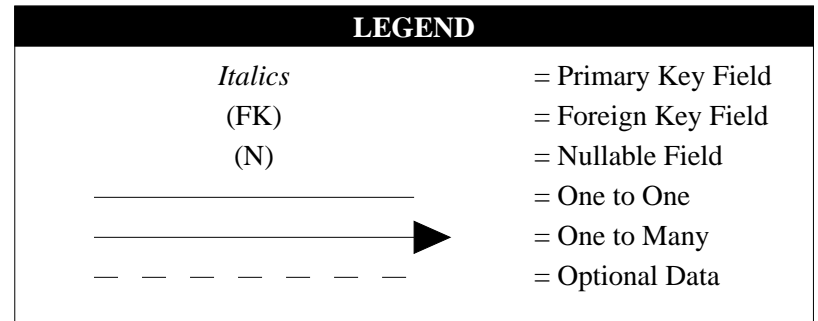 LEGEND
Italics = Primary Key Field
(FK) = Foreign Key Field
(N) = Nullable Field
= One to One
= One to Many
= Optional Data